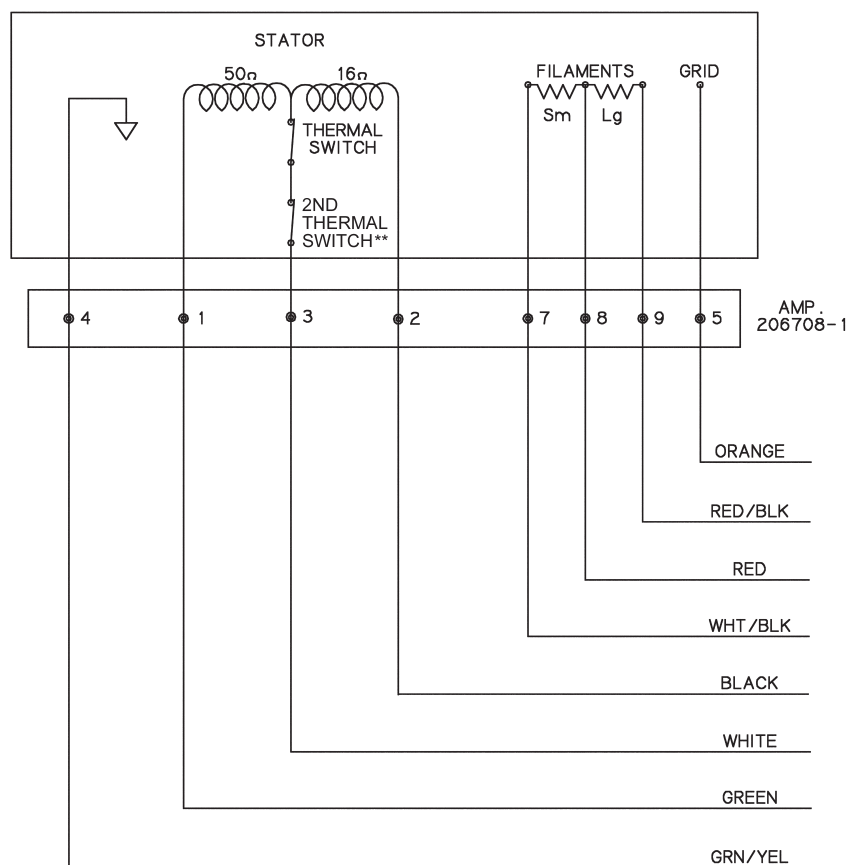 STATOR
50Ω
16Ω
FILAMENTS
GRID
Sm
Lg
THERMAL
SWITCH
2ND
THERMAL
SWITCH**
4
1
3
2
7
8
9
5
AMP.
206708-1
ORANGE
RED/BLK
RED
WHT/BLK
BLACK
WHITE
GREEN
GRN/YEL